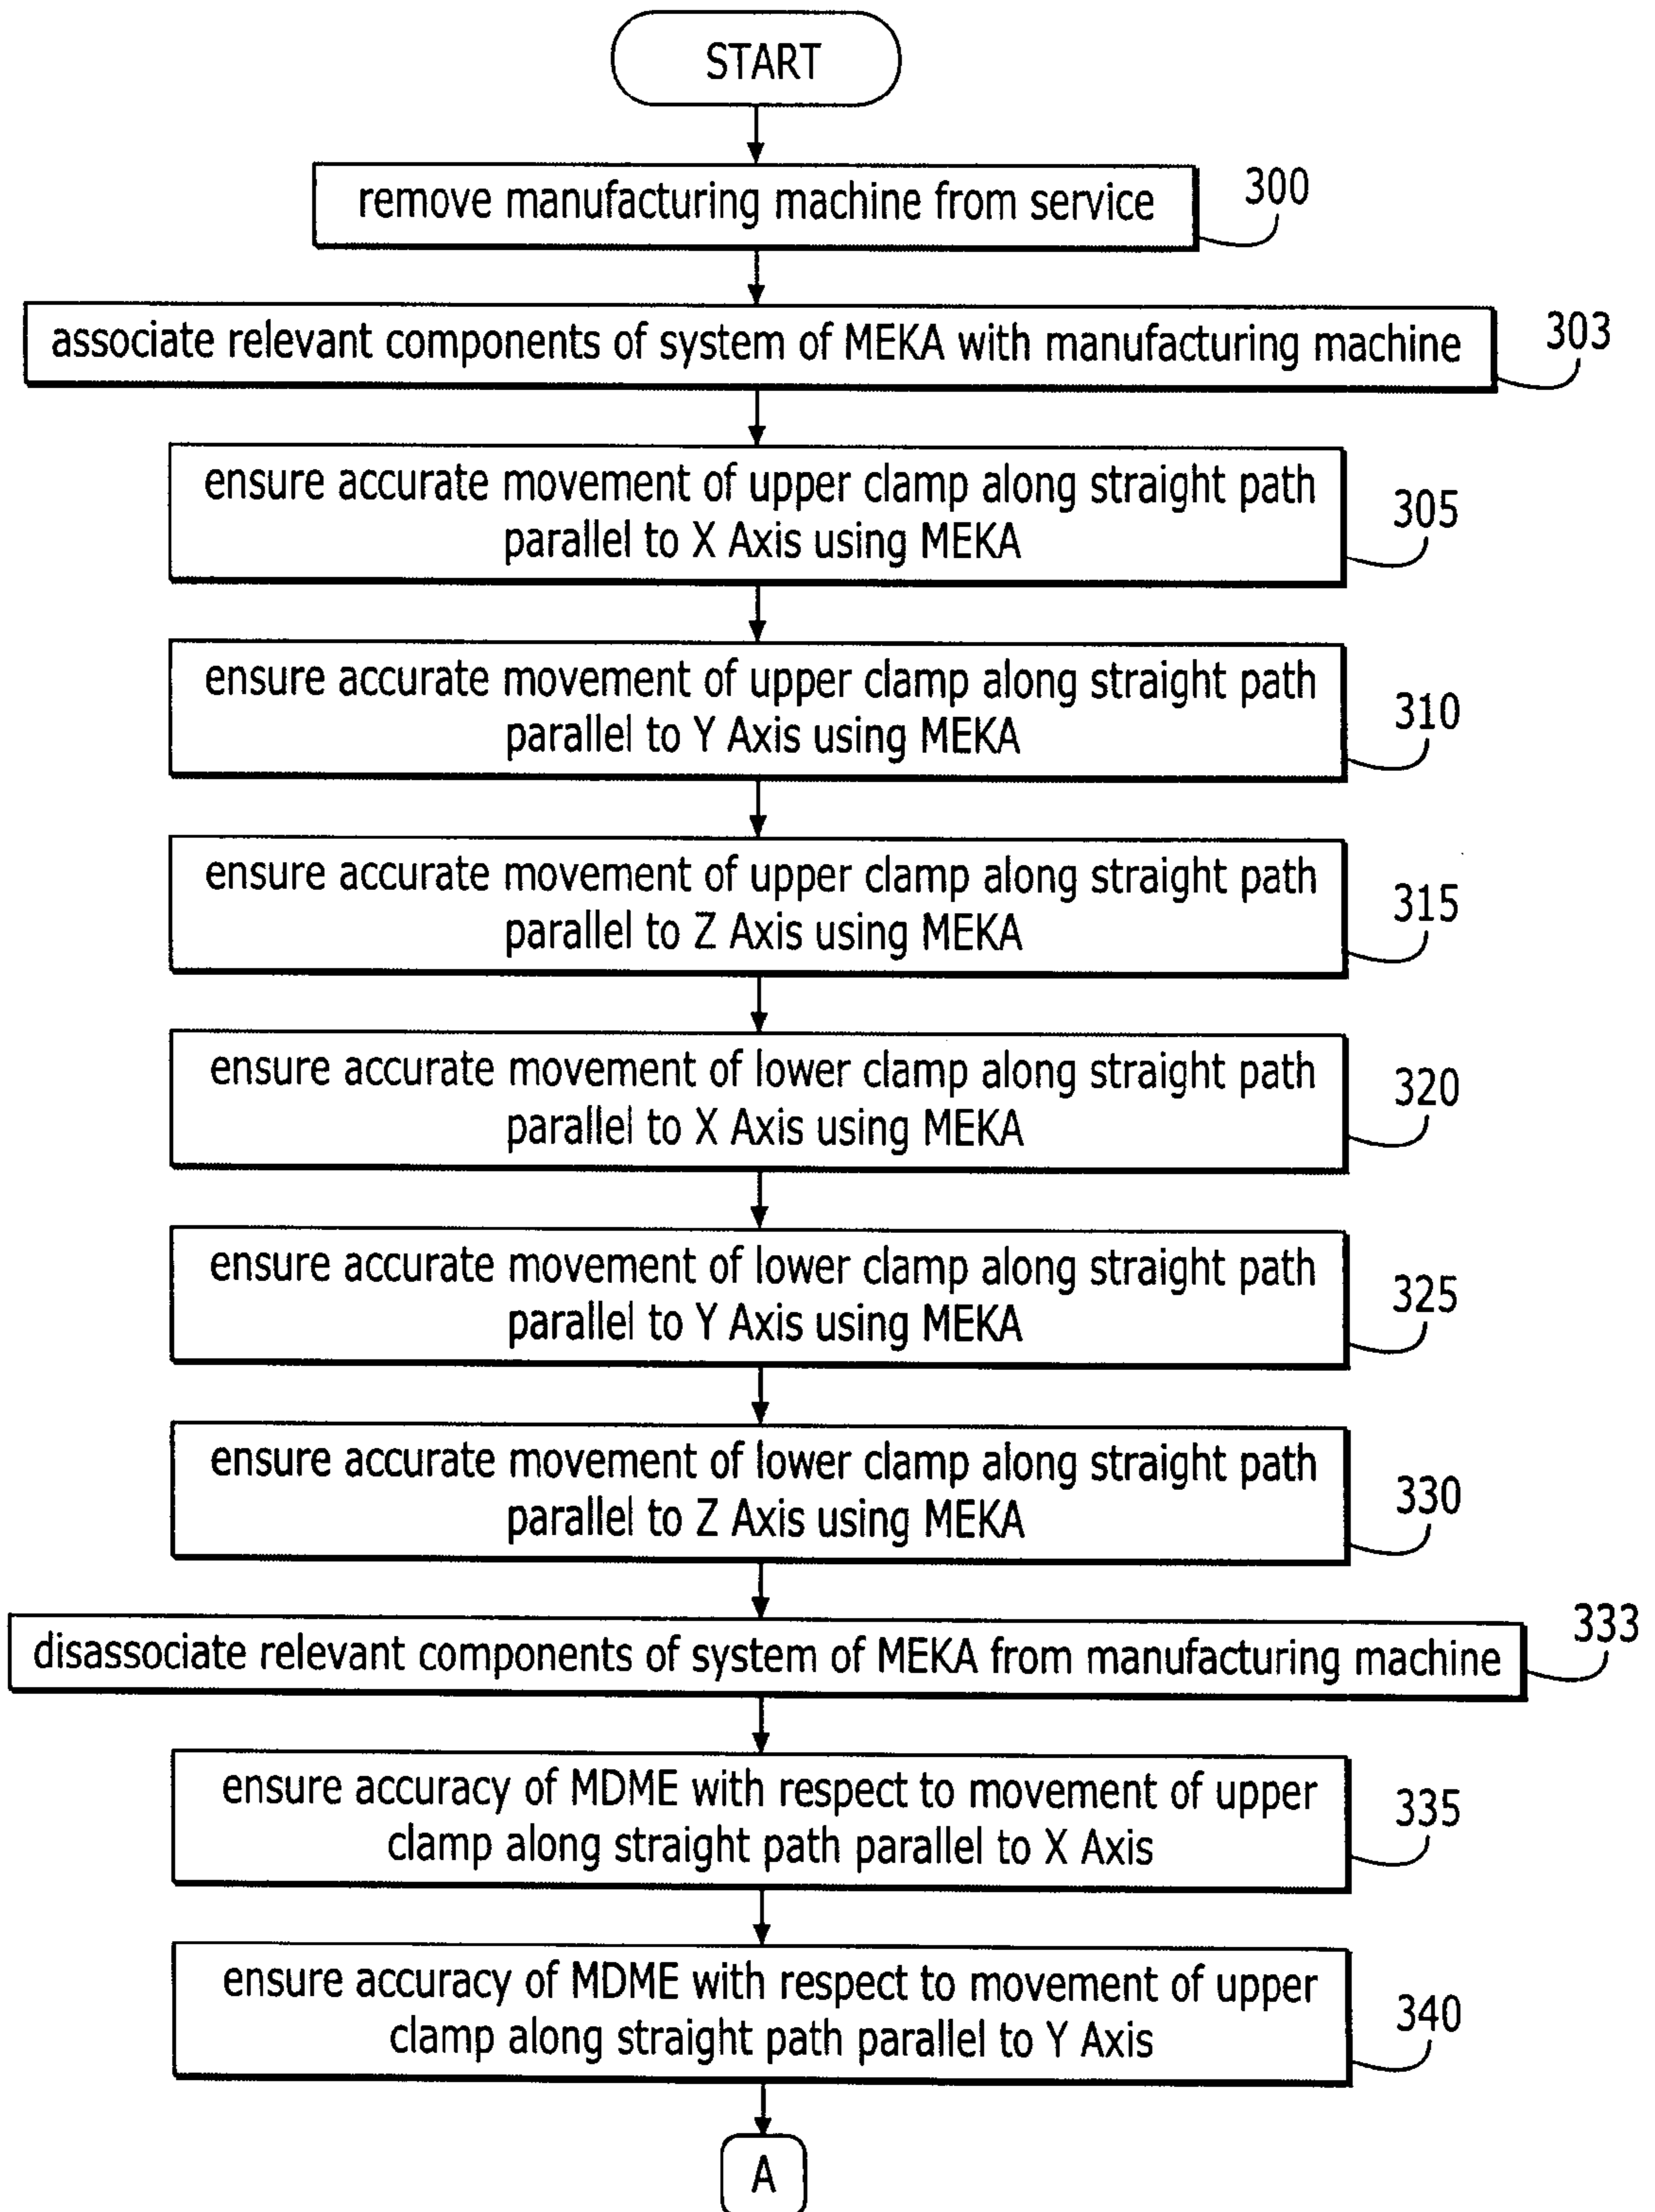 START
remove manufacturing machine from service
300
associate relevant components of system of MEKA with manufacturing machine
303
ensure accurate movement of upper clamp along straight path
parallel to X Axis using MEKA
305
ensure accurate movement of upper clamp along straight path
parallel to Y Axis using MEKA
310
ensure accurate movement of upper clamp along straight path
parallel to Z Axis using MEKA
315
ensure accurate movement of lower clamp along straight path
parallel to X Axis using MEKA
320
ensure accurate movement of lower clamp along straight path
parallel to Y Axis using MEKA
325
ensure accurate movement of lower clamp along straight path
parallel to Z Axis using MEKA
330
disassociate relevant components of system of MEKA from manufacturing machine
333
ensure accuracy of MDME with respect to movement of upper
clamp along straight path parallel to X Axis
335
ensure accuracy of MDME with respect to movement of upper
clamp along straight path parallel to Y Axis
340
A